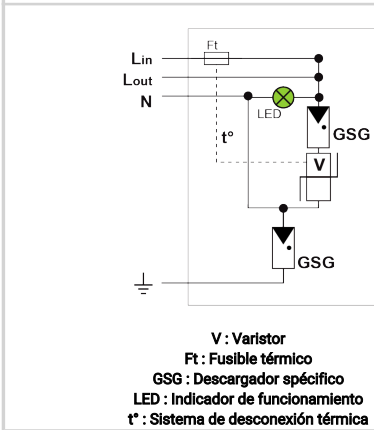 Ft
Lin
Lout
N
LED
GSG
t°
V
GSG
V : Varistor
Ft : Fusible térmico
GSG : Descargador spécifico
LED : Indicador de funcionamiento
t° : Sistema de desconexión térmica